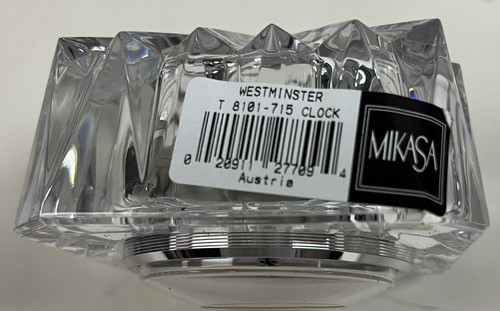 WESTMINSTER
T 8101-715 CLOCK
0 20911 27709 4
Austria
MIKASA